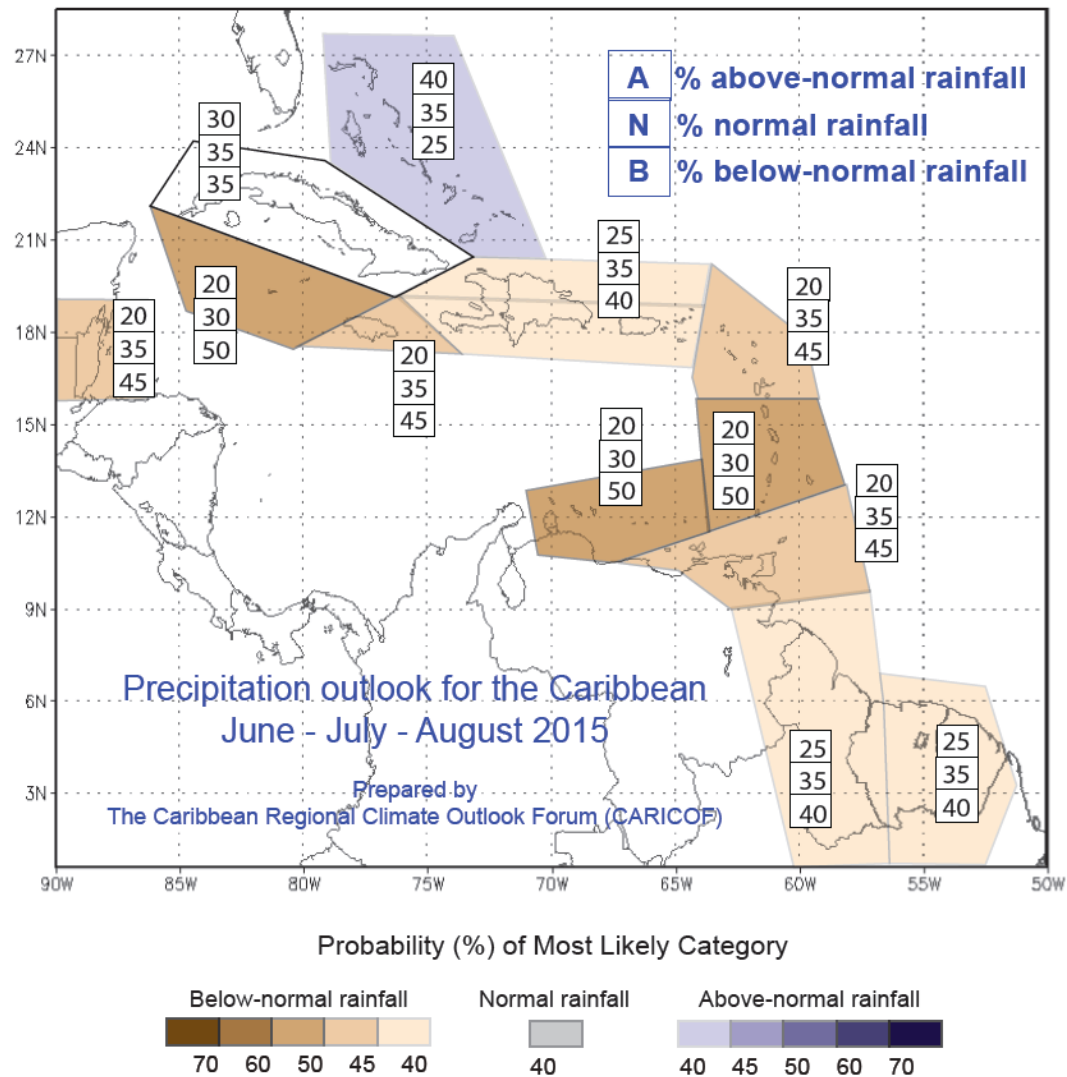 27N
24N
21N
18N
15N
12N
9N
6N
3N
A % above-normal rainfall
N % normal rainfall
B % below-normal rainfall
40
35
25
30
35
35
25
35
40
20
30
50
20
35
45
20
35
45
20
35
45
20
30
50
20
30
50
20
35
45
25
35
40
25
35
40
Precipitation outlook for the Caribbean
June - July - August 2015
Prepared by
The Caribbean Regional Climate Outlook Forum (CARICOF)
90W 85W 80W 75W 70W 65W 60W 55W 50W
Probability (%) of Most Likely Category
Below-normal rainfall Normal rainfall Above-normal rainfall
70 60 50 45 40 40 40 45 50 60 70